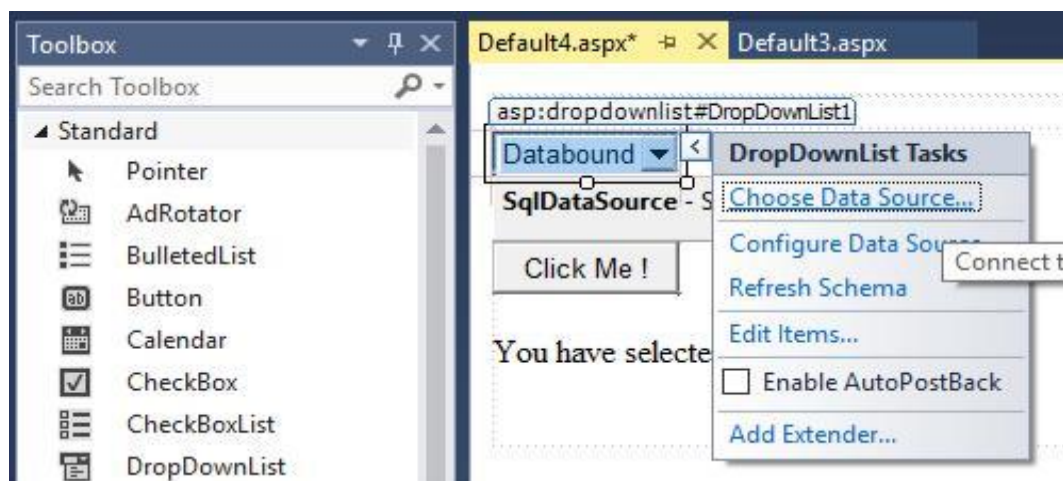 Toolbox
Search Toolbox
Standard
Pointer
AdRotator
BulletedList
Button
Calendar
CheckBox
CheckBoxList
DropDownList
Default4.aspx* Default3.aspx
asp:dropdownlist#DropDownList1
Databound
SqlDataSource - S
Click Me !
You have selecte
DropDownList Tasks
Choose Data Source...
Configure Data
Connect t
Refresh Schema
Edit Items...
Enable AutoPostBack
Add Extender...